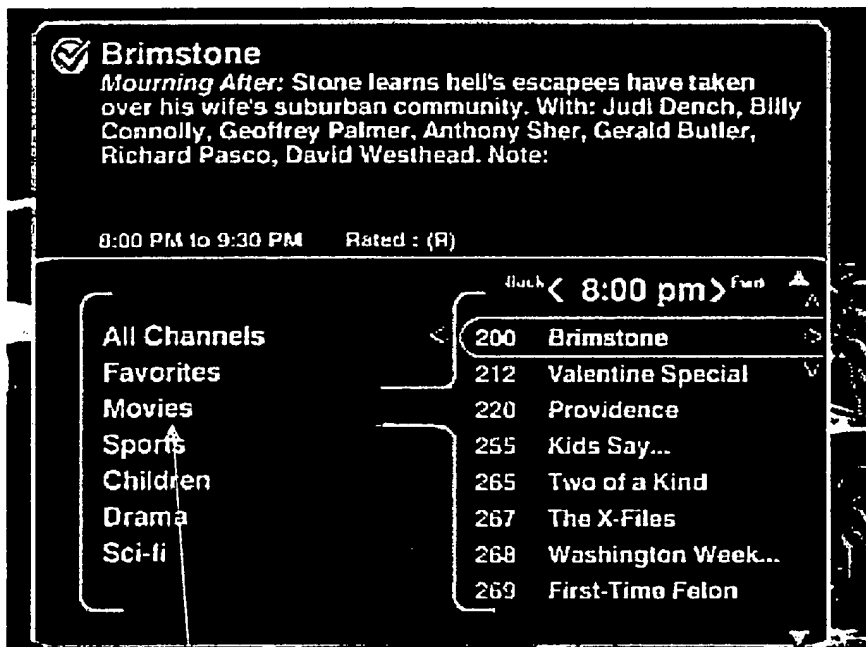 Brimstone
Mourning After: Stone learns hell's escapees have taken
over his wife's suburban community. With: Judi Dench, Billy
Connolly, Geoffrey Palmer, Anthony Sher, Gerald Butler,
Richard Pasco, David Westhead. Note:
8:00 PM to 9:30 PM Rated : (R)
Back < 8:00 pm > Fwd
All Channels
Favorites
Movies
Sports
Children
Drama
Sci-fi
200 Brimstone
212 Valentine Special
220 Providence
255 Kids Say...
265 Two of a Kind
267 The X-Files
268 Washington Week...
269 First-Time Felon